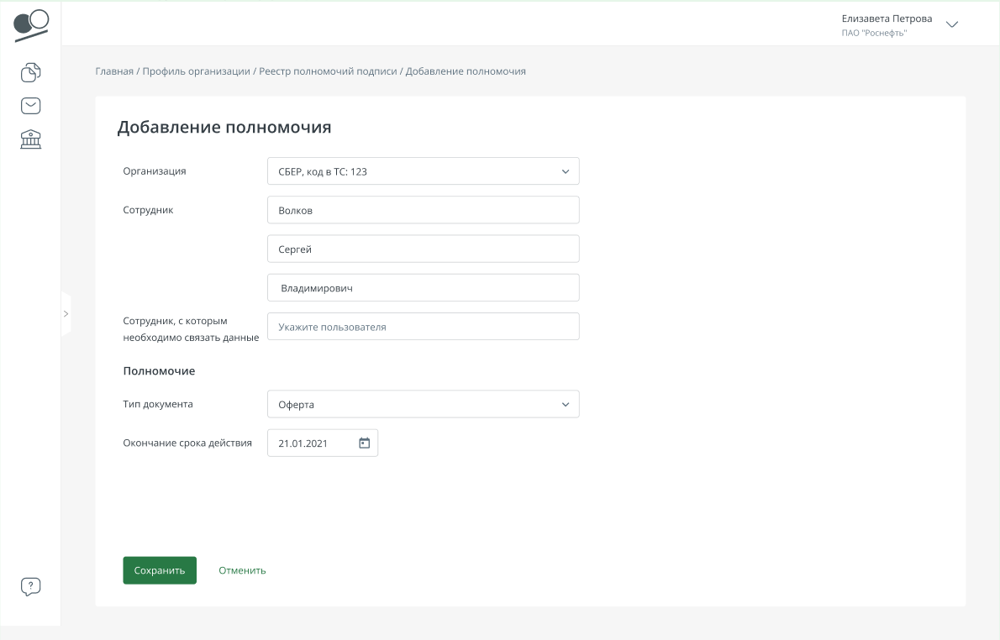 Елизавета Петрова
ПАО "Роснефть"
Главная / Профиль организации / Реестр полномочий подписи / Добавление полномочия
Добавление полномочия
Организация
СБЕР, код в ТС: 123
Сотрудник
Волков
Сергей
Владимирович
Сотрудник, с которым
необходимо связать данные
Укажите пользователя
Полномочие
Тип документа
Оферта
Окончание срока действия
21.01.2021
Сохранить
Отменить